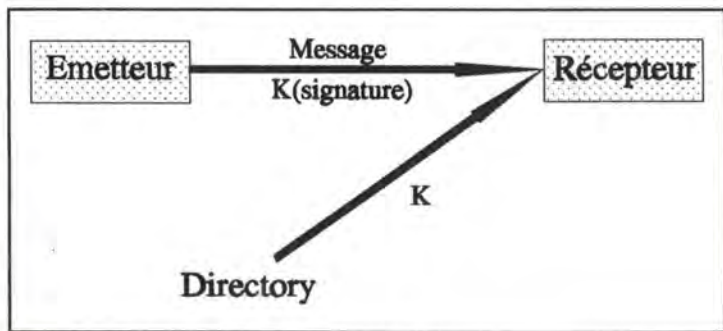 Message
Emetteur
Récepteur
K(signature)
K
Directory